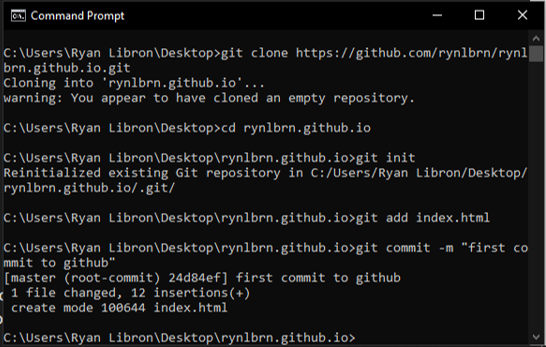 Command Prompt
C:\Users\Ryan Libron\Desktop>git clone https://github.com/rynlbrn/rynl
brn.github.io.git
Cloning into 'rynlbrn.github.io'...
warning: You appear to have cloned an empty repository.
C:\Users\Ryan Libron\Desktop>cd rynlbrn.github.io
C:\Users\Ryan Libron\Desktop\rynlbrn.github.io>git init
Reinitialized existing Git repository in C:/Users/Ryan Libron/Desktop/
rynlbrn.github.io/.git/
C:\Users\Ryan Libron\Desktop\rynlbrn.github.io>git add index.html
C:\Users\Ryan Libron\Desktop\rynlbrn.github.io>git commit -m "first co
mmit to github"
[master (root-commit) 24d84ef] first commit to github
1 file changed, 12 insertions(+)
create mode 100644 index.html
C:\Users\Ryan Libron\Desktop\rynlbrn.github.io>